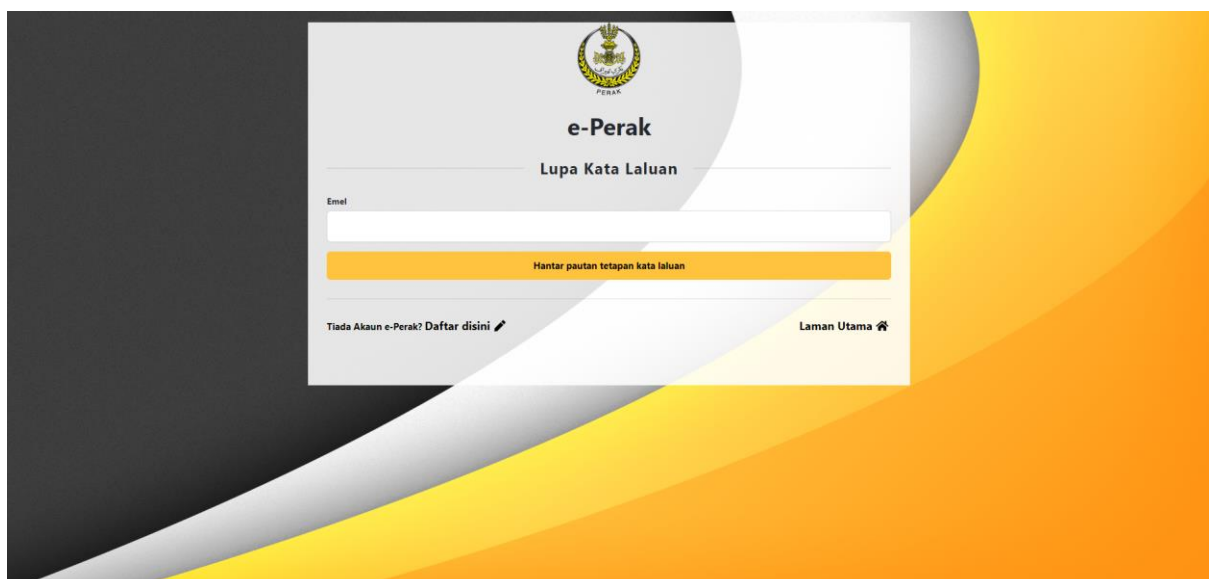 PERAK
e-Perak
Lupa Kata Laluan
Emel
Hantar pautan tetapan kata laluan
Tiada Akaun e-Perak? Daftar disini
Laman Utama